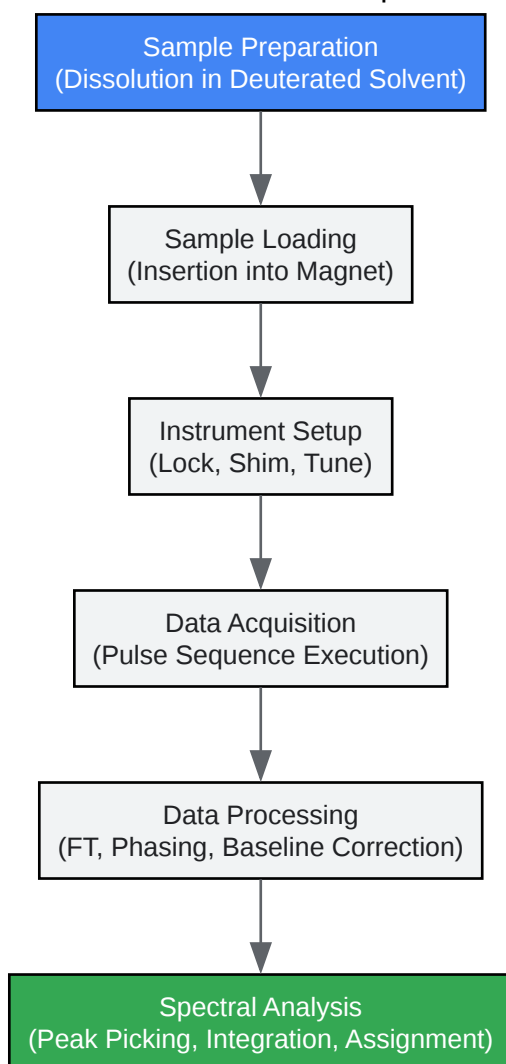 Sample Preparation
(Dissolution in Deuterated Solvent)
Sample Loading
(Insertion into Magnet)
Instrument Setup
(Lock, Shim, Tune)
Data Acquisition
(Pulse Sequence Execution)
Data Processing
(FT, Phasing, Baseline Correction)
Spectral Analysis
(Peak Picking, Integration, Assignment)